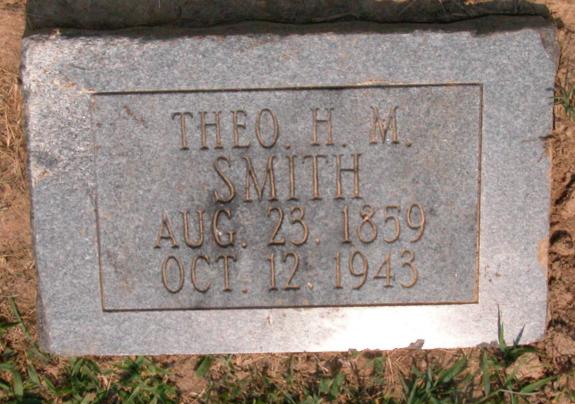 THEO. H. M.
SMITH
AUG. 23. 1859
OCT. 12. 1943